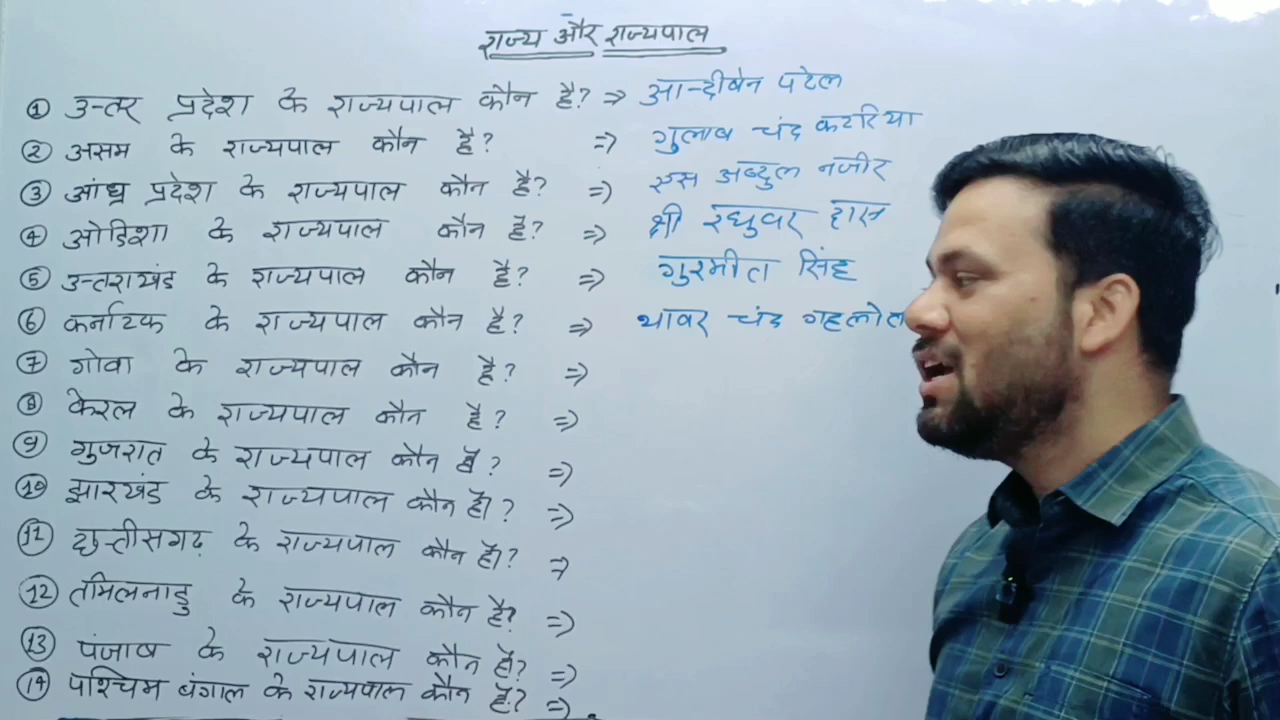 राज्य और राज्यपाल
① उत्तर प्रदेश के राज्यपाल कौन है? ⇒ आन्दीबेन पटेल
② असम के राज्यपाल कौन है? ⇒ गुलाब चंद कटारिया
③ आंध्र प्रदेश के राज्यपाल कौन है? ⇒ एस अब्दुल नजीर
④ ओडिशा के राज्यपाल कौन है? ⇒ श्री रघुवर दास
⑤ उत्तराखंड के राज्यपाल कौन है? ⇒ गुरमीत सिंह
⑥ कर्नाटक के राज्यपाल कौन है? ⇒ थावर चंद गहलोत
⑦ गोवा के राज्यपाल कौन है? ⇒
⑧ केरल के राज्यपाल कौन है? ⇒
⑨ गुजरात के राज्यपाल कौन है? ⇒
⑩ झारखंड के राज्यपाल कौन है? ⇒
⑪ छत्तीसगढ़ के राज्यपाल कौन है? ⇒
⑫ तमिलनाडु के राज्यपाल कौन है? ⇒
⑬ पंजाब के राज्यपाल कौन है? ⇒
⑭ पश्चिम बंगाल के राज्यपाल कौन है? ⇒